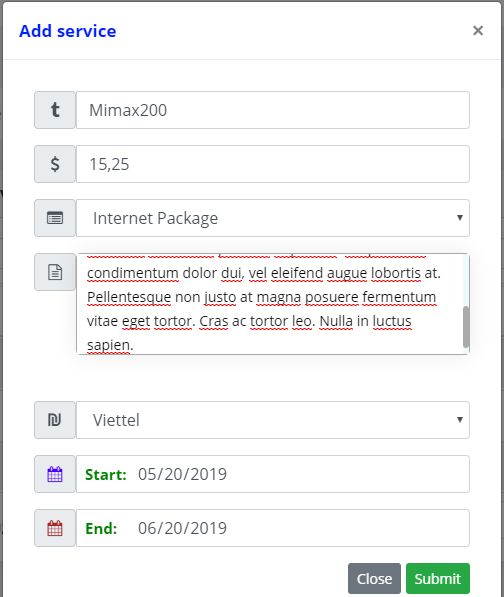 Add service
×
t
Mimax200
$
15,25
Internet Package
condimentum dolor dui, vel eleifend augue lobortis at.
Pellentesque non justo at magna posuere fermentum
vitae eget tortor. Cras ac tortor leo. Nulla in luctus
sapien.
₪
Viettel
Start: 05/20/2019
End: 06/20/2019
Close Submit